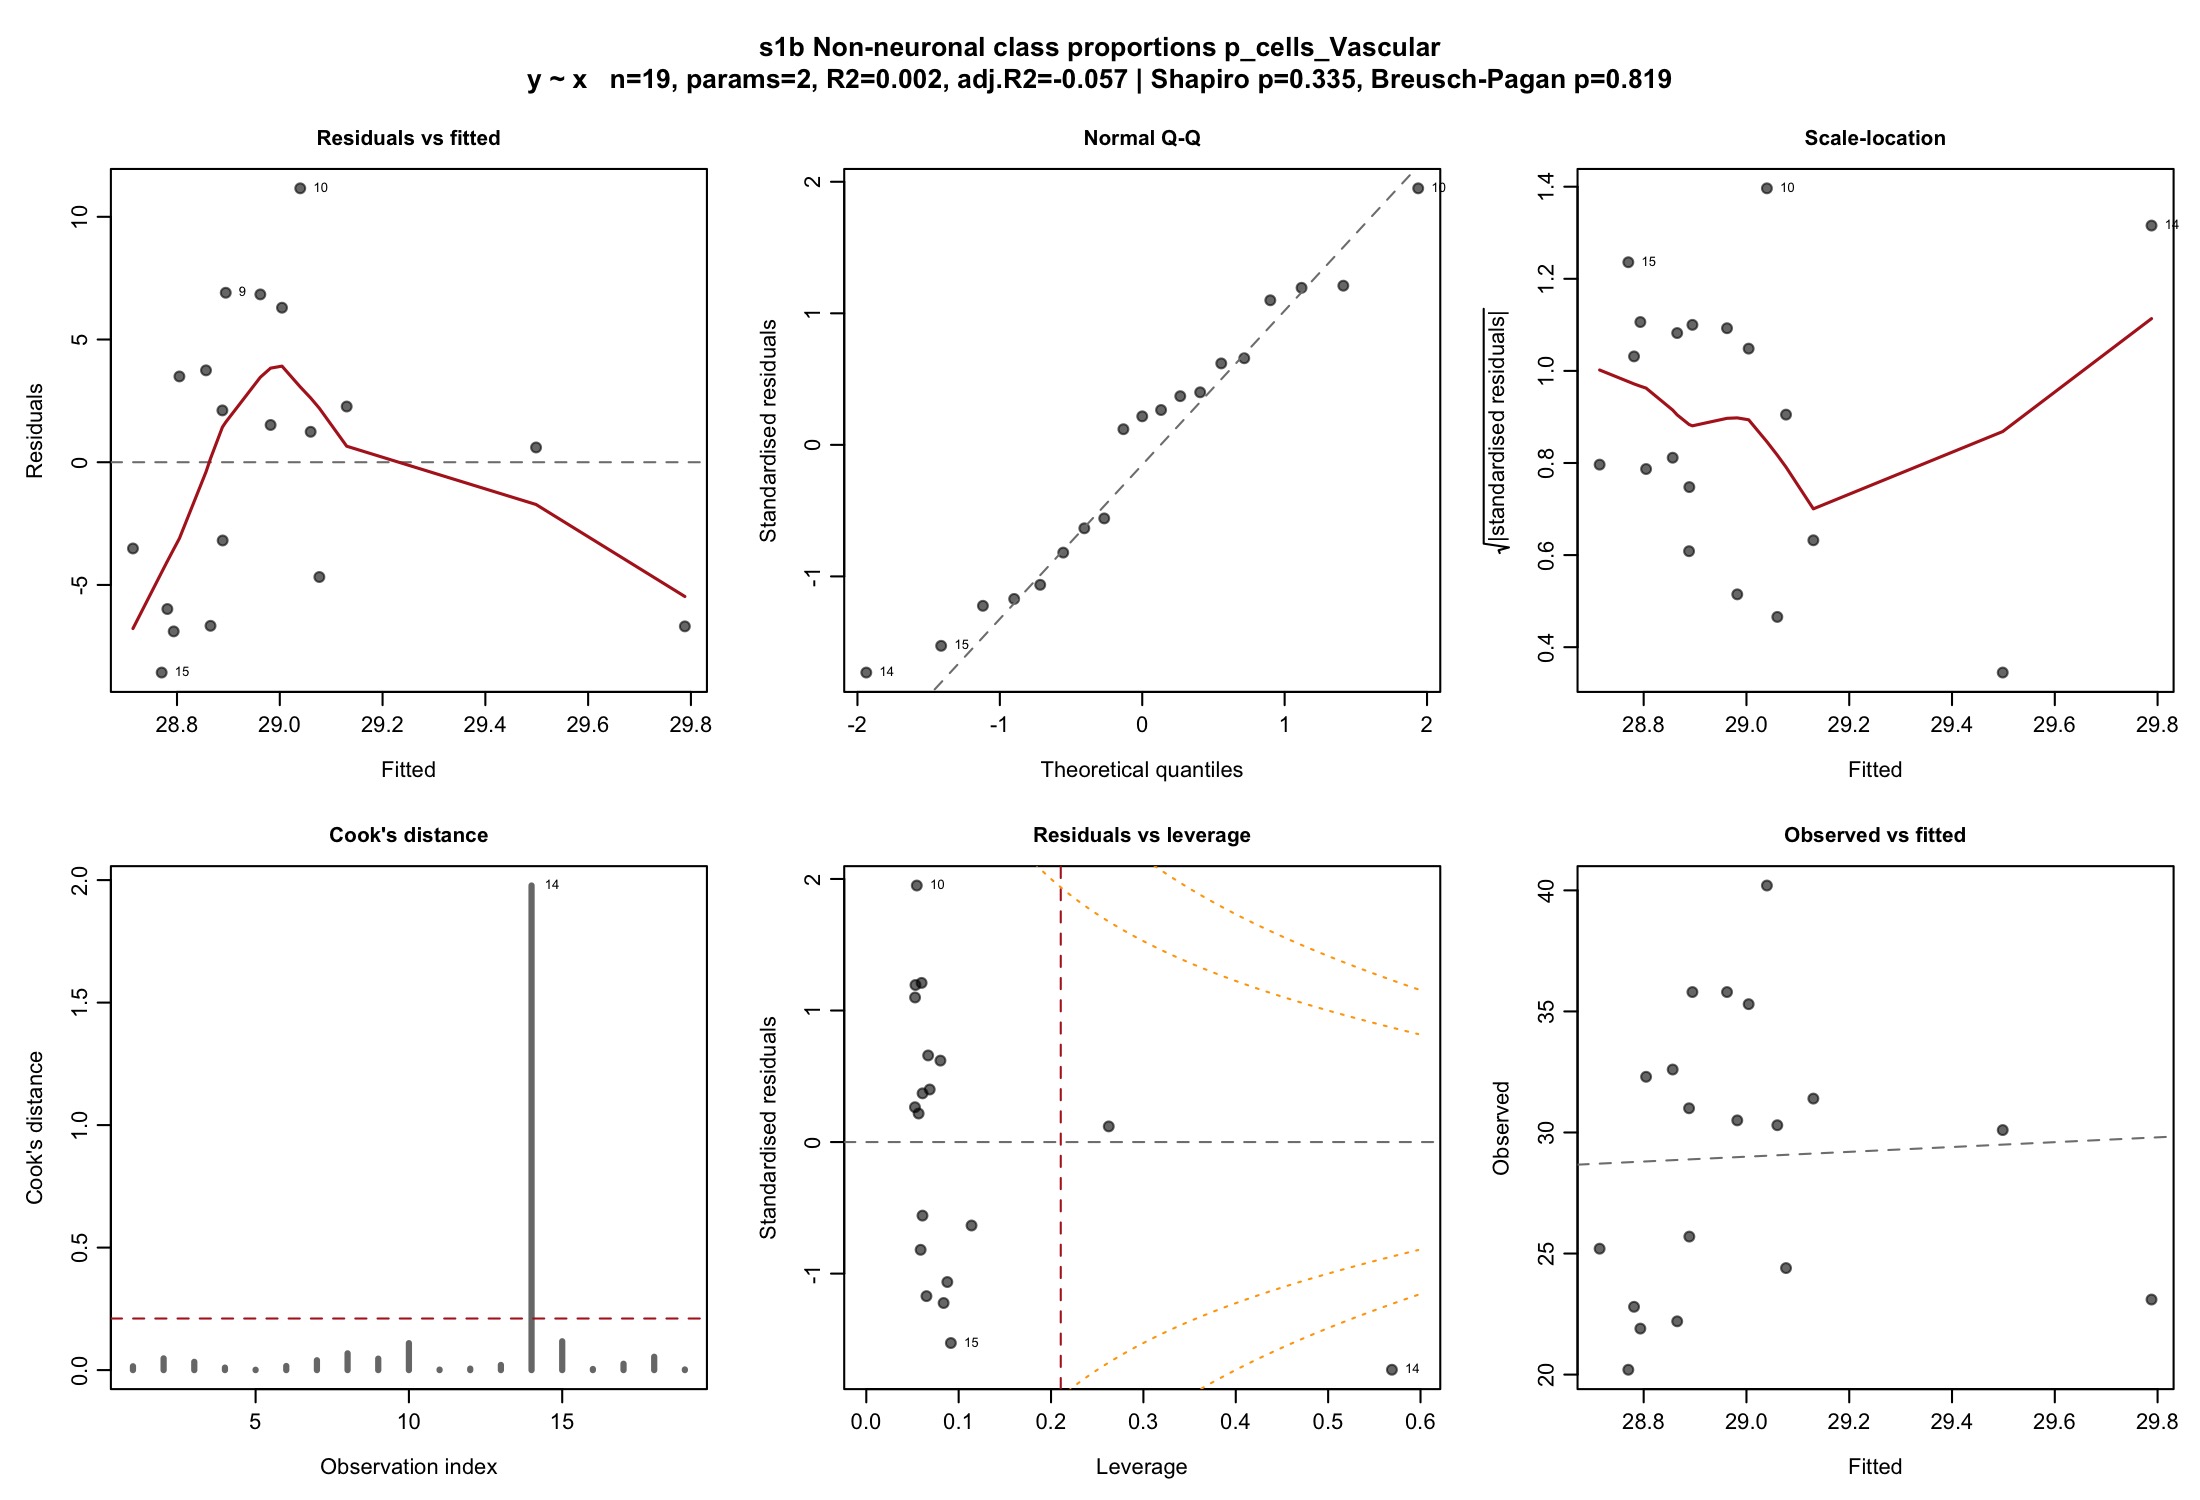 s1b Non-neuronal class proportions p_cells_Vascular
y ~ x   n=19, params=2, R2=0.002, adj.R2=-0.057 | Shapiro p=0.335, Breusch-Pagan p=0.819
Residuals vs fitted
Residuals
10
5
0
-5
10
9
15
28.8 29.0 29.2 29.4 29.6 29.8
Fitted
Normal Q-Q
Standardised residuals
2
1
0
-1
10
15
14
-2 -1 0 1 2
Theoretical quantiles
Scale-location
√|standardised residuals|
1.4
1.2
1.0
0.8
0.6
0.4
10
14
15
28.8 29.0 29.2 29.4 29.6 29.8
Fitted
Cook's distance
Cook's distance
2.0
1.5
1.0
0.5
0.0
14
5 10 15
Observation index
Residuals vs leverage
Standardised residuals
2
1
0
-1
10
15
14
0.0 0.1 0.2 0.3 0.4 0.5 0.6
Leverage
Observed vs fitted
Observed
40
35
30
25
20
28.8 29.0 29.2 29.4 29.6 29.8
Fitted